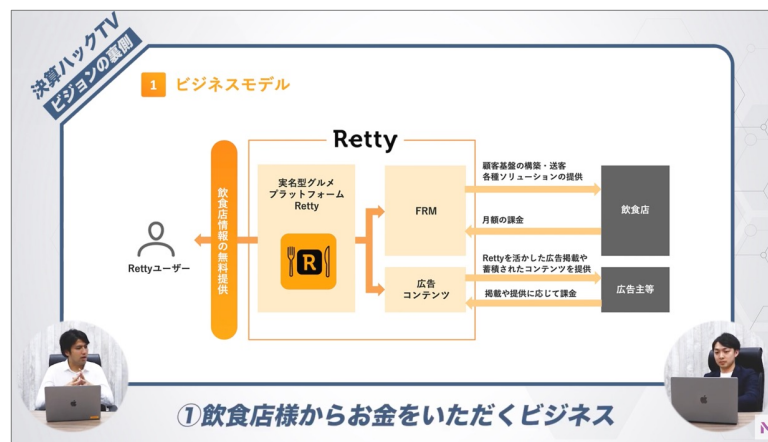 決算ハックTV
ビジョンの裏側
1 ビジネスモデル
Retty
飲食店情報の無料提供
実名型グルメ
プラットフォーム
Retty
R
Rettyユーザー
FRM
広告
コンテンツ
顧客基盤の構築・送客
各種ソリューションの提供
月額の課金
Rettyを活かした広告掲載や
蓄積されたコンテンツを提供
掲載や提供に応じて課金
飲食店
広告主等
①飲食店様からお金をいただくビジネス